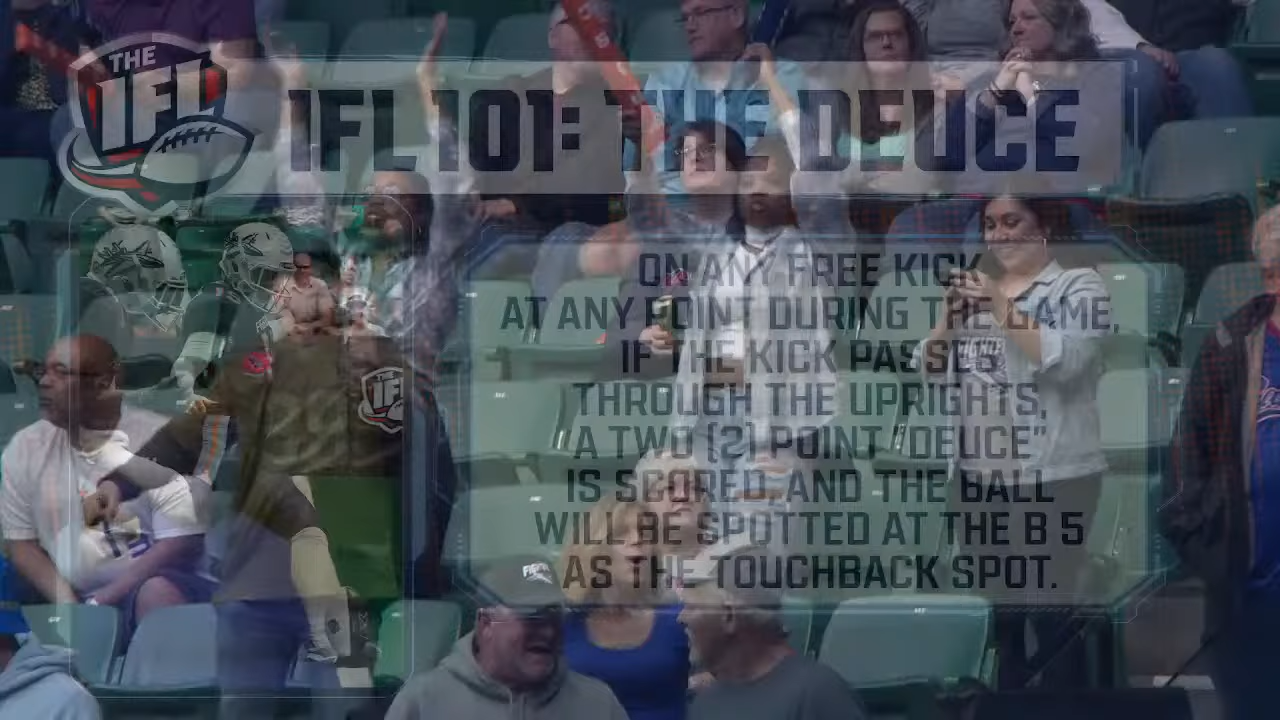 THE
IFL
IFL 101: THE DEUCE
ON ANY FREE KICK
AT ANY POINT DURING THE GAME,
IF THE KICK PASSES
THROUGH THE UPRIGHTS,
A TWO (2) POINT "DEUCE"
IS SCORED AND THE BALL
WILL BE SPOTTED AT THE B 5
AS THE TOUCHBACK SPOT.
IFL